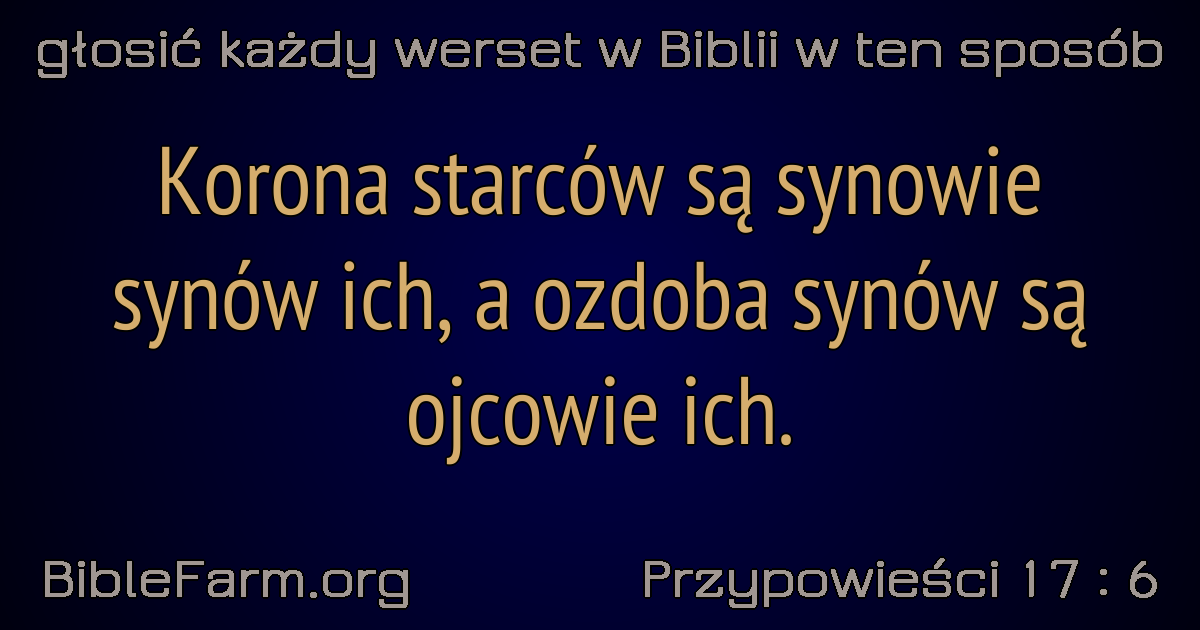 głosić każdy werset w Biblii w ten sposób
Korona starców są synowie
synów ich, a ozdoba synów są
ojcowie ich.
BibleFarm.org
Przypowieści 17 : 6